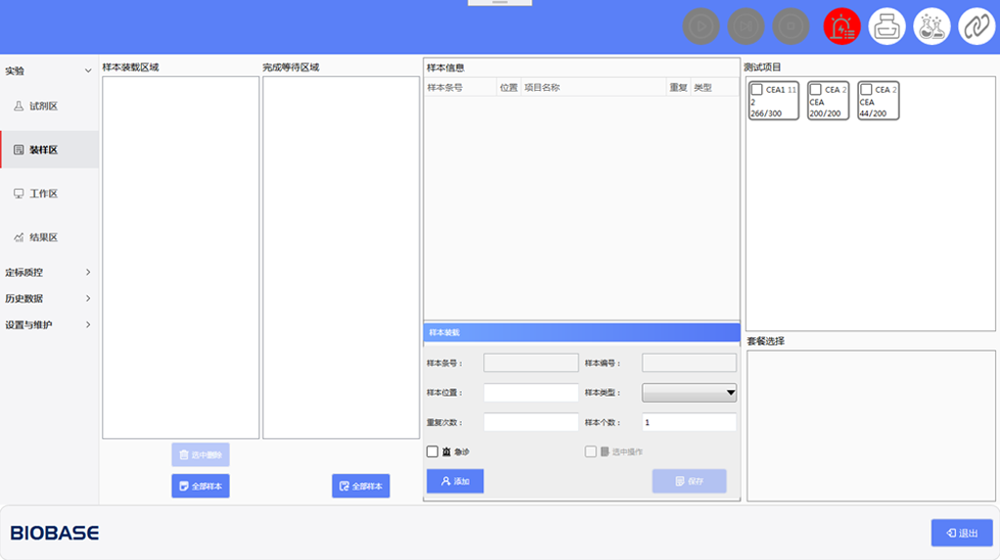 实验
试剂区
装样区
工作区
结果区
定标质控
历史数据
设置与维护
样本装载区域
选中删除
全部样本
完成等待区域
全部样本
样本信息
样本条号 位置 项目名称 重复 类型
样本装载
样本条号： 样本编号：
样本位置： 样本类型：
重复次数： 样本个数： 1
急诊 选中操作
添加 保存
测试项目
CEA1 11
2
266/300
CEA 2
CEA
200/200
CEA 2
CEA
44/200
套餐选择
BIOBASE
退出